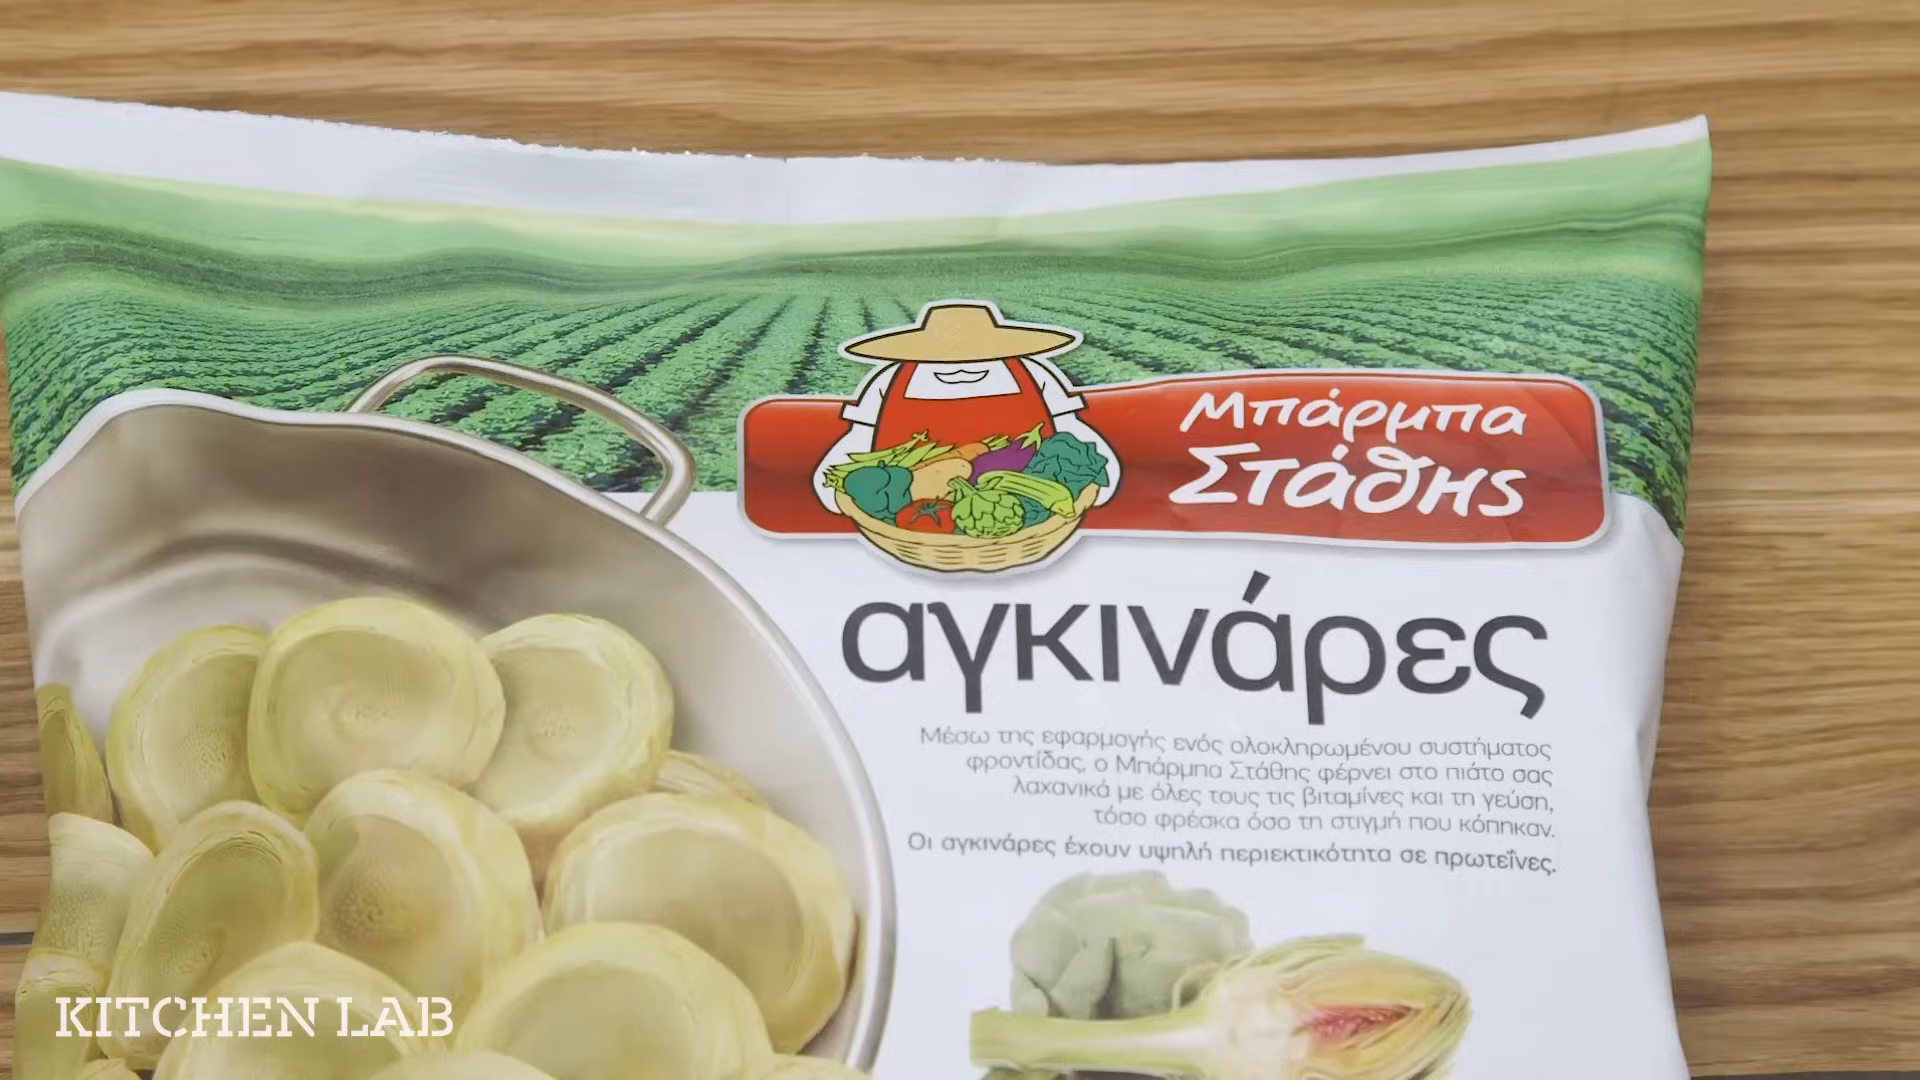 Μπάρμπα
Στάθης
αγκινάρες
Μέσω της εφαρμογής ενός ολοκληρωμένου συστήματος
φροντίδας, ο Μπάρμπα Στάθης φέρνει στο πιάτο σας
λαχανικά με όλες τους τις βιταμίνες και τη γεύση,
τόσο φρέσκα όσο τη στιγμή που κόπηκαν.
Οι αγκινάρες έχουν υψηλή περιεκτικότητα σε πρωτεΐνες.
KITCHEN LAB